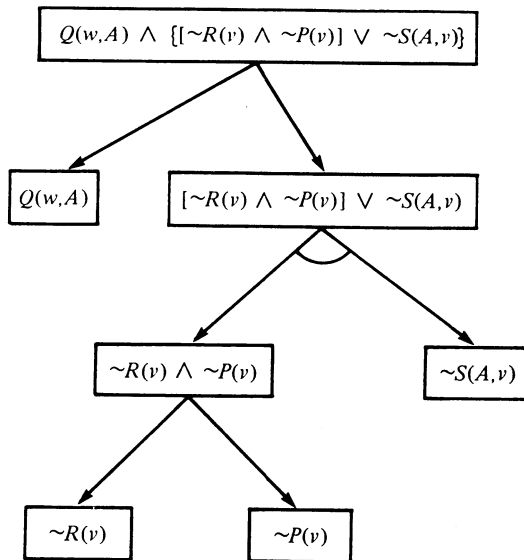 Q(w,A) ∧ {[~R(v) ∧ ~P(v)] ∨ ~S(A,v)}
Q(w,A)
[~R(v) ∧ ~P(v)] ∨ ~S(A,v)
~R(v) ∧ ~P(v)
~S(A,v)
~R(v)
~P(v)